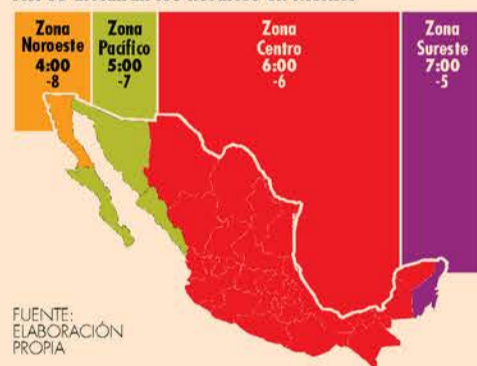 Zona
Noroeste
4:00
-8
Zona
Pacífico
5:00
-7
Zona
Centro
6:00
-6
Zona
Sureste
7:00
-5
FUENTE:
ELABORACIÓN
PROPIA